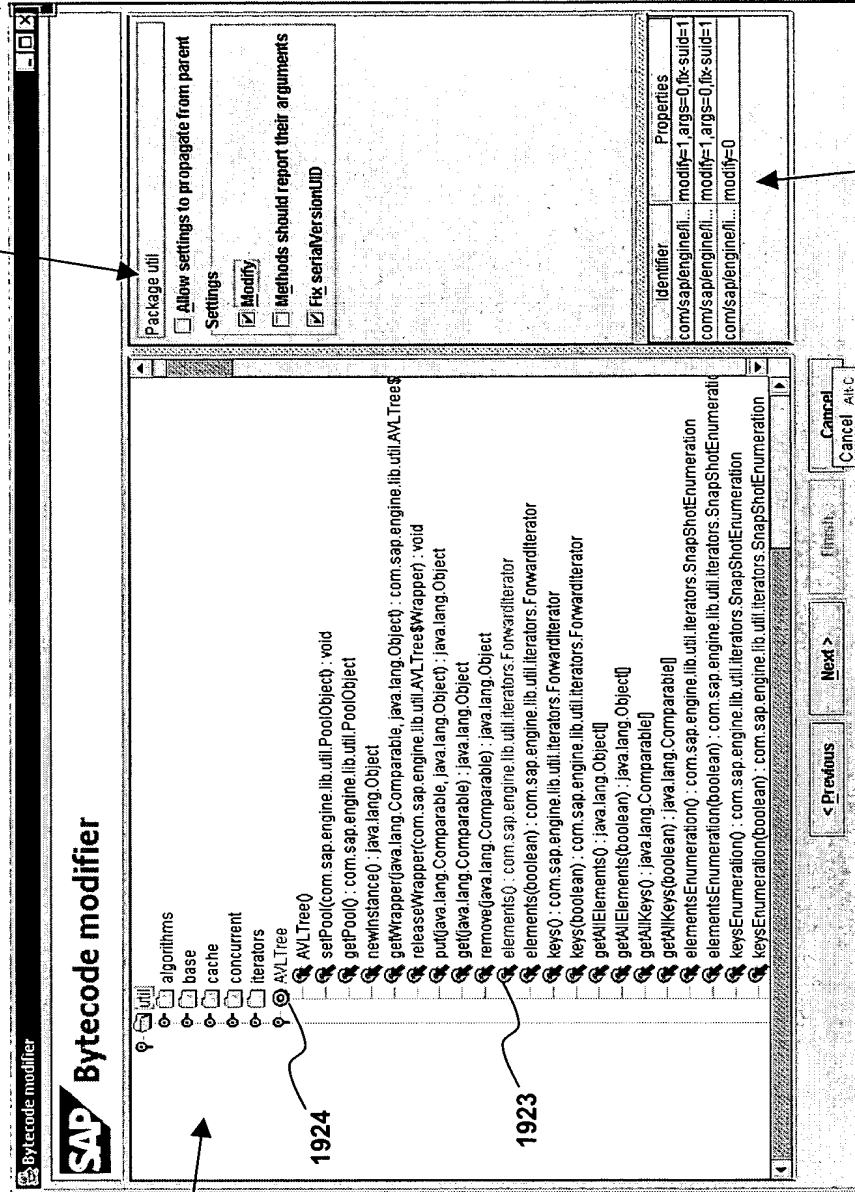 Bytecode modifier
SAP Bytecode modifier
util
algorithms
base
cache
concurrent
iterators
AVLTree
AVLTree()
setPool(com.sap.engine.lib.util.PoolObject) : void
getPool() : com.sap.engine.lib.util.PoolObject
newInstance() : java.lang.Object
getWrapper(java.lang.Comparable, java.lang.Object) : com.sap.engine.lib.util.AVLTree$
releaseWrapper(com.sap.engine.lib.util.AVLTree$Wrapper) : void
put(java.lang.Comparable, java.lang.Object) : java.lang.Object
get(java.lang.Comparable) : java.lang.Object
remove(java.lang.Comparable) : java.lang.Object
elements() : com.sap.engine.lib.util.iterators.ForwardIterator
elements(boolean) : com.sap.engine.lib.util.iterators.ForwardIterator
keys() : com.sap.engine.lib.util.iterators.ForwardIterator
keys(boolean) : com.sap.engine.lib.util.iterators.ForwardIterator
getAllElements() : java.lang.Object[]
getAllElements(boolean) : java.lang.Object[]
getAllKeys() : java.lang.Comparable[]
getAllKeys(boolean) : java.lang.Comparable[]
elementsEnumeration() : com.sap.engine.lib.util.iterators.SnapShotEnumeration
elementsEnumeration(boolean) : com.sap.engine.lib.util.iterators.SnapShotEnumeratio
keysEnumeration() : com.sap.engine.lib.util.iterators.SnapShotEnumeration
keysEnumeration(boolean) : com.sap.engine.lib.util.iterators.SnapShotEnumeration
1924
1923
Package util
Allow settings to propagate from parent
Settings
Modify
Methods should report their arguments
Fix serialVersionUID
Identifier Properties
com/sap/engine/li... modify=1,args=0,fix-suid=1
com/sap/engine/li... modify=1,args=0,fix-suid=1
com/sap/engine/li... modify=0
< Previous Next > Finish Cancel
Cancel Alt-C